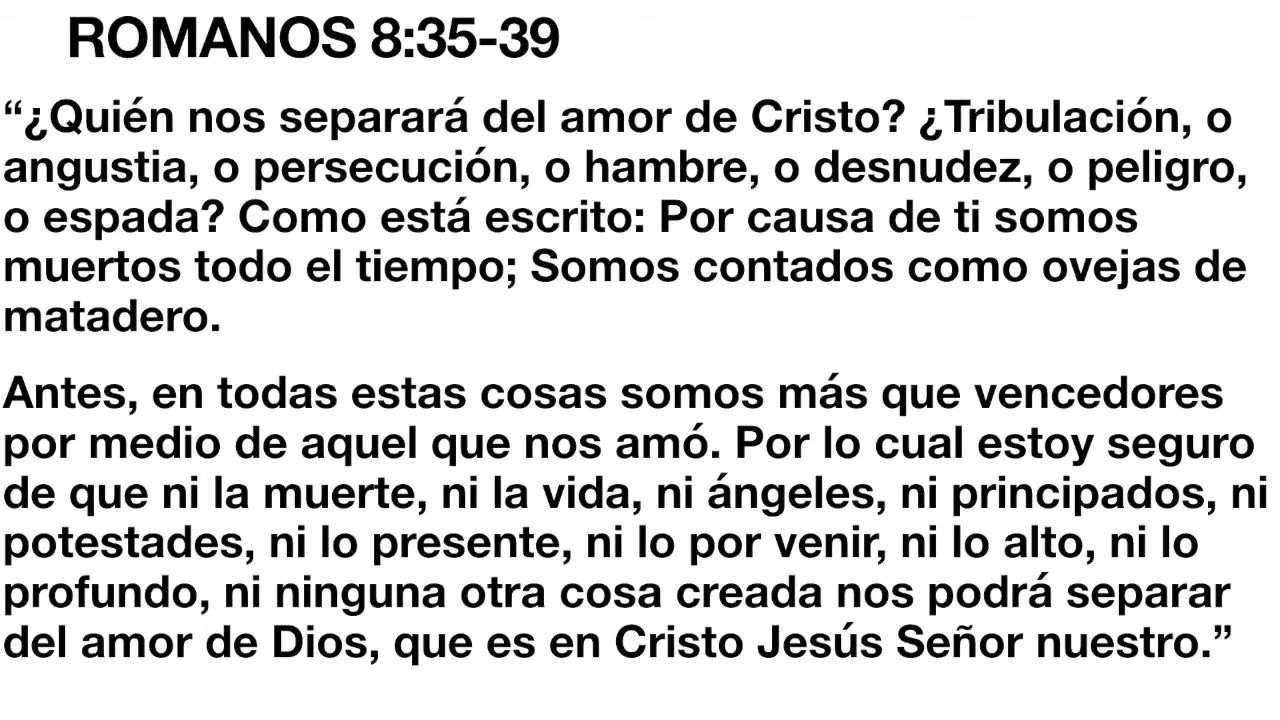 ROMANOS 8:35-39
“¿Quién nos separará del amor de Cristo? ¿Tribulación, o
angustia, o persecución, o hambre, o desnudez, o peligro,
o espada? Como está escrito: Por causa de ti somos
muertos todo el tiempo; Somos contados como ovejas de
matadero.
Antes, en todas estas cosas somos más que vencedores
por medio de aquel que nos amó. Por lo cual estoy seguro
de que ni la muerte, ni la vida, ni ángeles, ni principados, ni
potestades, ni lo presente, ni lo por venir, ni lo alto, ni lo
profundo, ni ninguna otra cosa creada nos podrá separar
del amor de Dios, que es en Cristo Jesús Señor nuestro.”